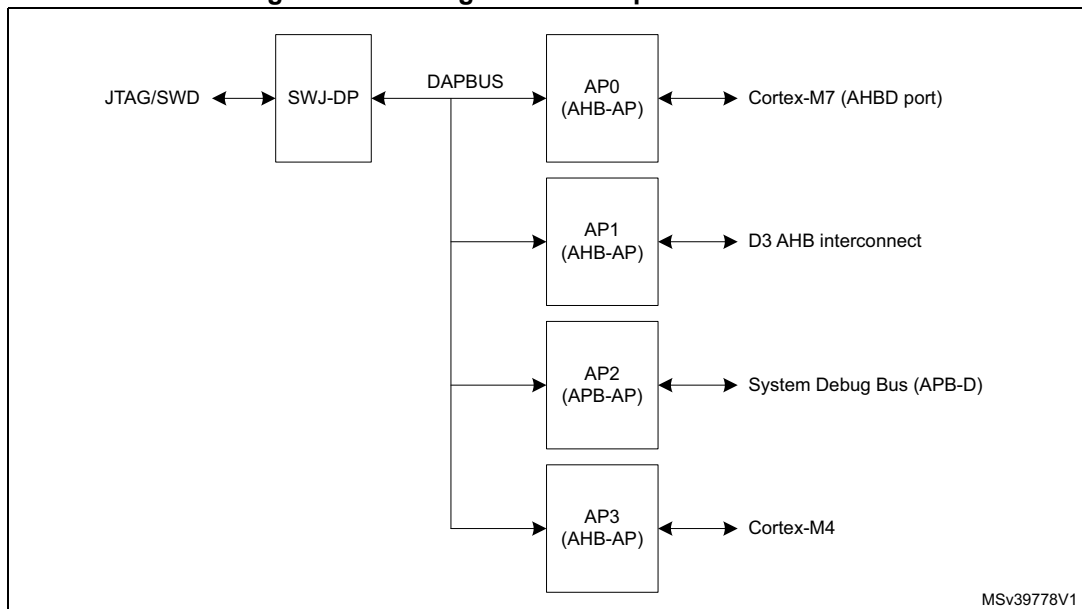 JTAG/SWD
SWJ-DP
DAPBUS
AP0
(AHB-AP)
Cortex-M7 (AHBD port)
AP1
(AHB-AP)
D3 AHB interconnect
AP2
(APB-AP)
System Debug Bus (APB-D)
AP3
(AHB-AP)
Cortex-M4
MSv39778V1